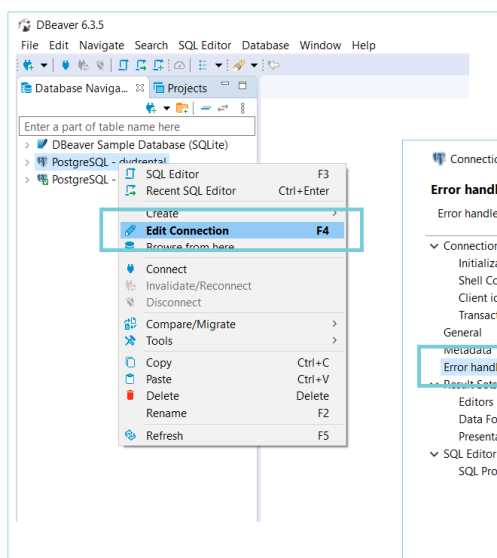 DBeaver 6.3.5
File Edit Navigate Search SQL Editor Database Window Help
Database Naviga... Projects
Enter a part of table name here
DBeaver Sample Database (SQLite)
PostgreSQL - dvdrental
PostgreSQL -
SQL Editor F3
Recent SQL Editor Ctrl+Enter
Create
Edit Connection F4
Browse from here
Connect
Invalidate/Reconnect
Disconnect
Compare/Migrate
Tools
Copy Ctrl+C
Paste Ctrl+V
Delete Delete
Rename F2
Refresh F5
Connectio
Error handl
Error handle
Connection
Initializa
Shell Co
Client id
Transact
General
Metadata
Error handl
Result Sets
Editors
Data Fo
Presenta
SQL Editor
SQL Pro